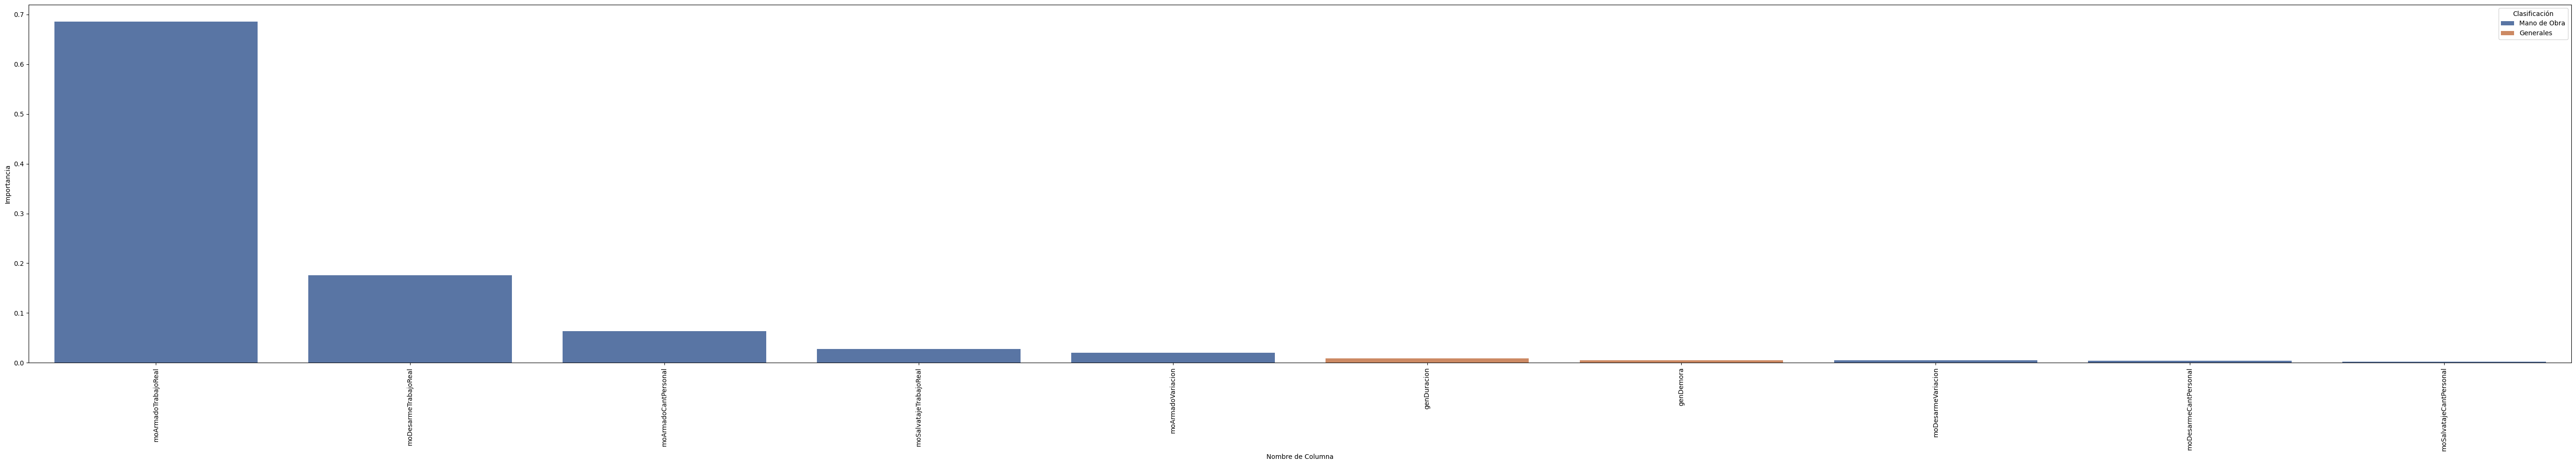 0.7
0.6
0.5
0.4
0.3
0.2
0.1
0.0
Importancia
Clasificación
Mano de Obra
Generales
moArmadoTrabajoReal
moDesarmeTrabajoReal
moArmadoCantPersonal
moSalvatajeTrabajoReal
moArmadoVariacion
genDuracion
genDemora
moDesarmeVariacion
moDesarmeCantPersonal
moSalvatajeCantPersonal
Nombre de Columna